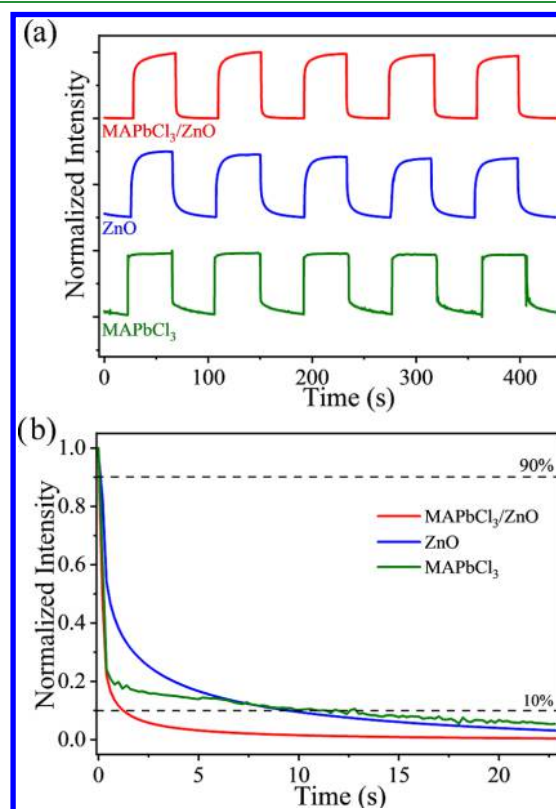 (a)
Normalized Intensity
MAPbCl₃/ZnO
ZnO
MAPbCl₃
0 100 200 300 400
Time (s)
(b)
Normalized Intensity
1.0
0.8
0.6
0.4
0.2
0.0
90%
MAPbCl₃/ZnO
ZnO
MAPbCl₃
10%
0 5 10 15 20
Time (s)